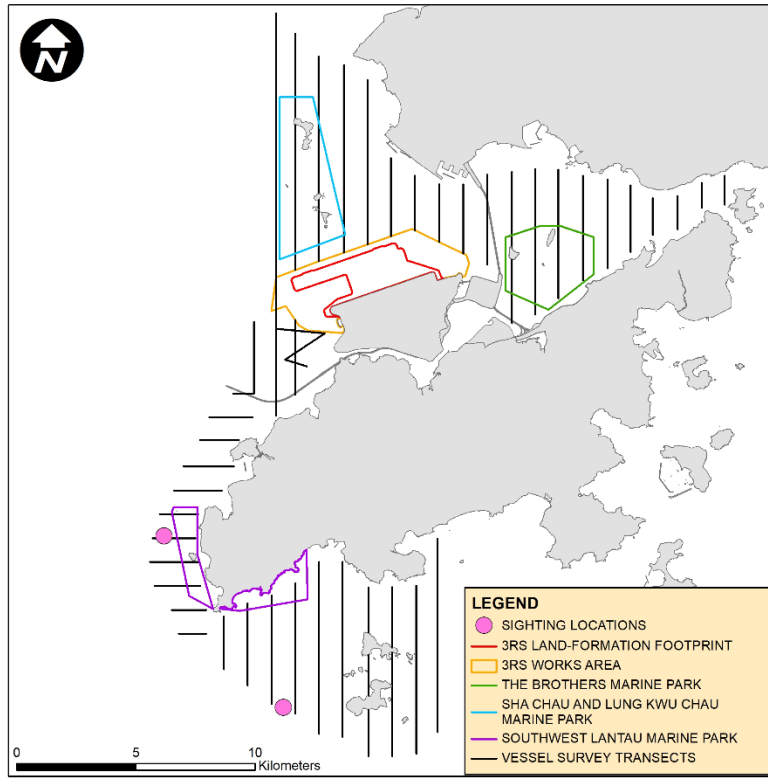 N
LEGEND
SIGHTING LOCATIONS
3RS LAND-FORMATION FOOTPRINT
3RS WORKS AREA
THE BROTHERS MARINE PARK
SHA CHAU AND LUNG KWU CHAU
MARINE PARK
SOUTHWEST LANTAU MARINE PARK
VESSEL SURVEY TRANSECTS
0 5 10
Kilometers